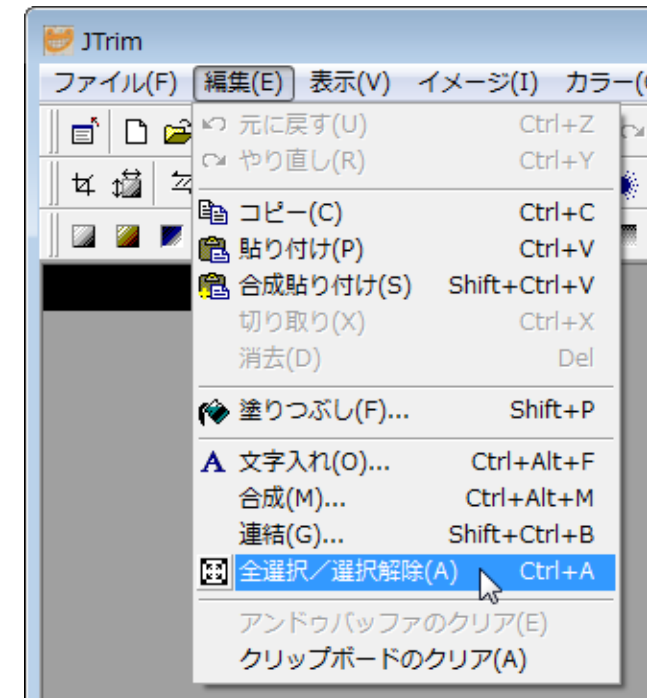 JTrim
ファイル(F) 編集(E) 表示(V) イメージ(I) カラー(
元に戻す(U) Ctrl+Z
やり直し(R) Ctrl+Y
コピー(C) Ctrl+C
貼り付け(P) Ctrl+V
合成貼り付け(S) Shift+Ctrl+V
切り取り(X) Ctrl+X
消去(D) Del
塗りつぶし(F)... Shift+P
A 文字入れ(O)... Ctrl+Alt+F
合成(M)... Ctrl+Alt+M
連結(G)... Shift+Ctrl+B
全選択／選択解除(A) Ctrl+A
アンドゥバッファのクリア(E)
クリップボードのクリア(A)